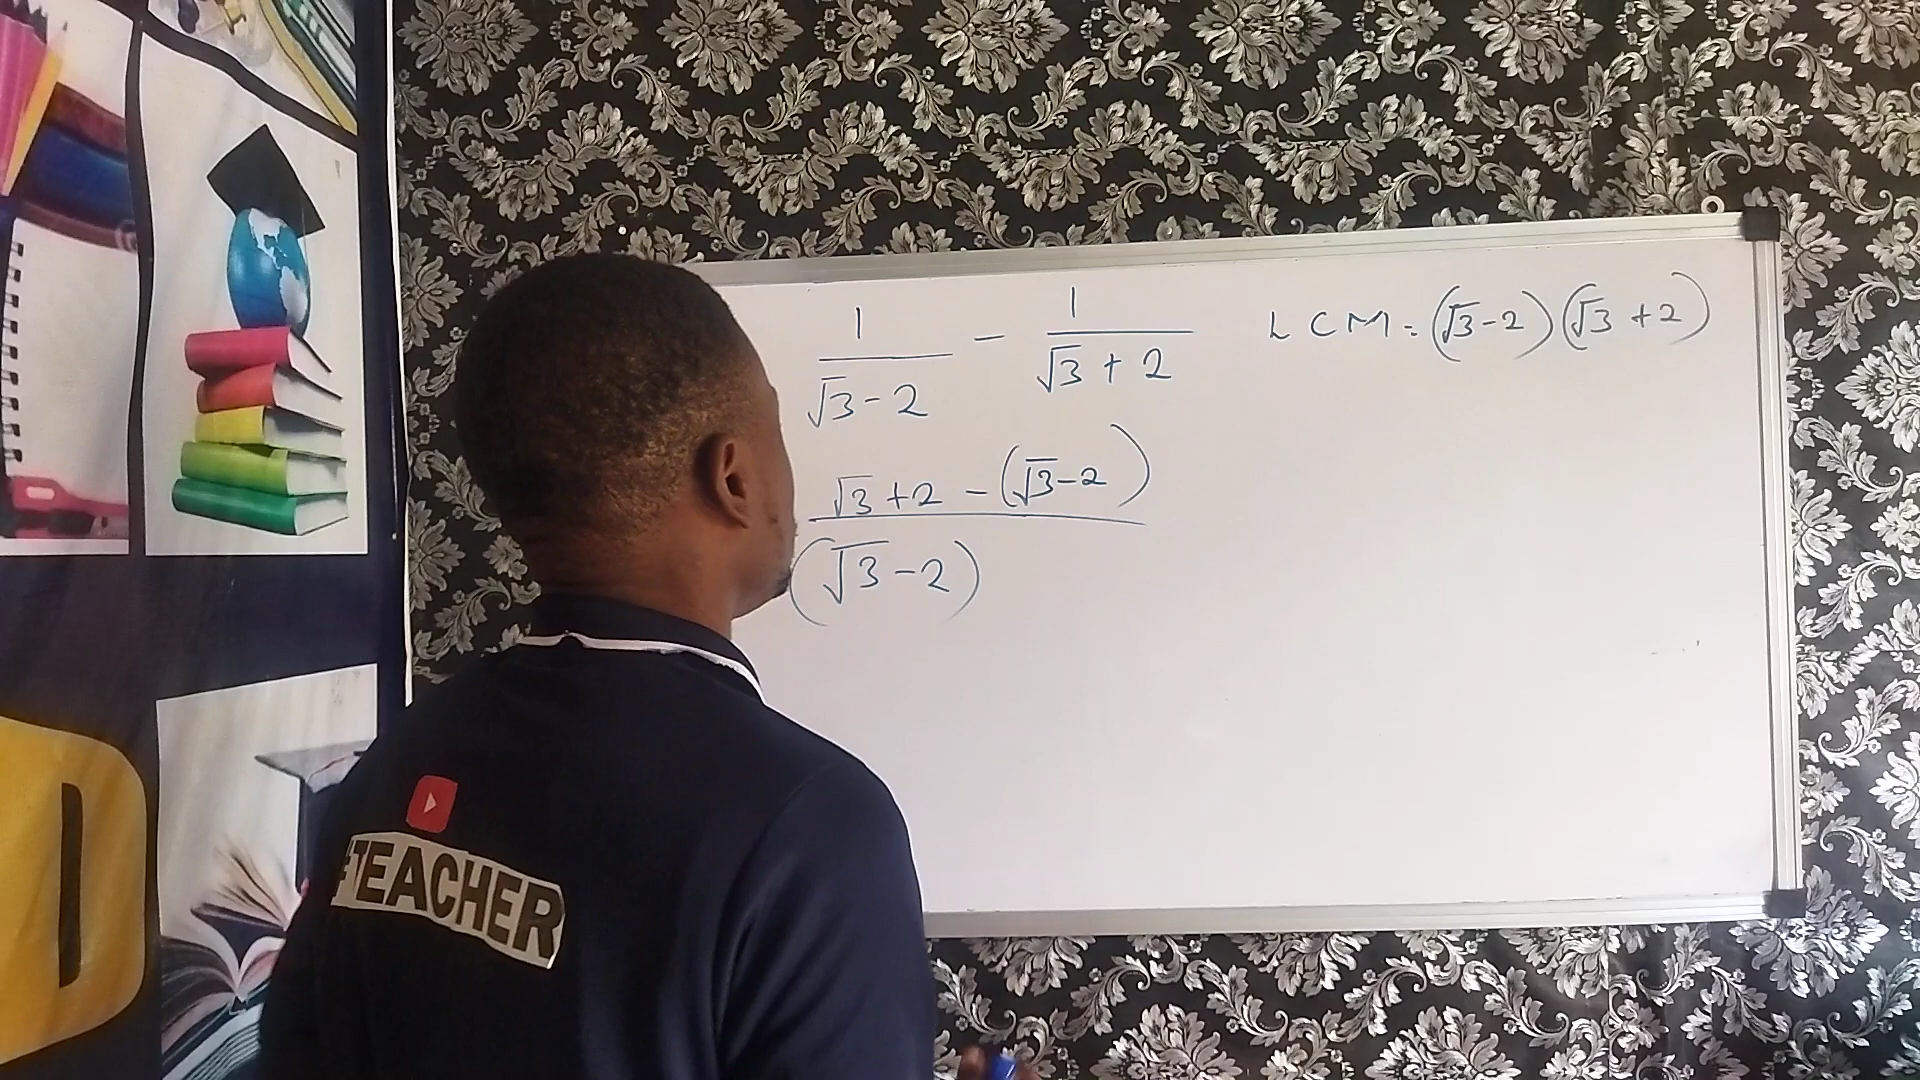 1/(√3-2) - 1/(√3+2)
LCM = (√3-2)(√3+2)
√3+2-(√3-2)
(√3-2)
#TEACHER
D